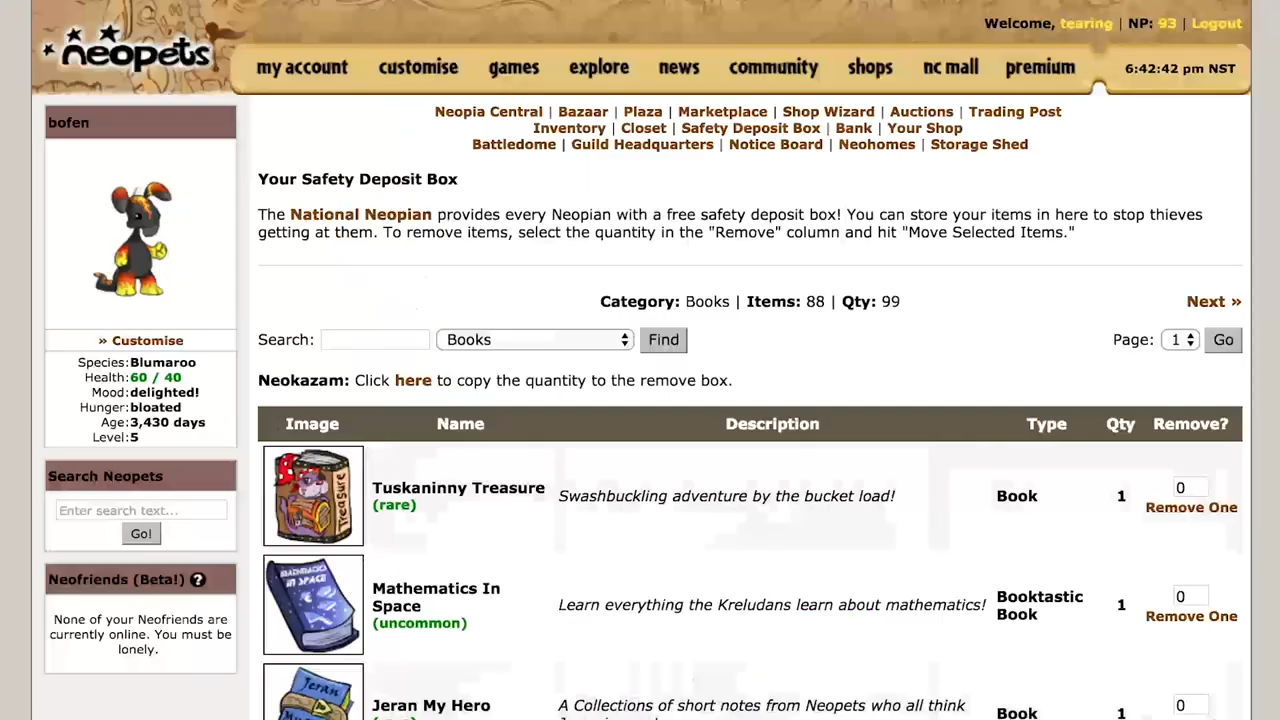 Welcome, tearing | NP: 93 | Logout
neopets
my account customise games explore news community shops nc mall premium 6:42:42 pm NST
bofen
» Customise
Species: Blumaroo
Health: 60 / 40
Mood: delighted!
Hunger: bloated
Age: 3,430 days
Level: 5
Search Neopets
Enter search text...
Go!
Neofriends (Beta!) ?
None of your Neofriends are
currently online. You must be
lonely.
Neopia Central | Bazaar | Plaza | Marketplace | Shop Wizard | Auctions | Trading Post
Inventory | Closet | Safety Deposit Box | Bank | Your Shop
Battledome | Guild Headquarters | Notice Board | Neohomes | Storage Shed
Your Safety Deposit Box
The National Neopian provides every Neopian with a free safety deposit box! You can store your items in here to stop thieves
getting at them. To remove items, select the quantity in the "Remove" column and hit "Move Selected Items."
Category: Books | Items: 88 | Qty: 99 Next »
Search: Books Find Page: 1 Go
Neokazam: Click here to copy the quantity to the remove box.
Image Name Description Type Qty Remove?
Treasure
Tuskaninny Treasure
(rare)
Swashbuckling adventure by the bucket load!
Book
1
0
Remove One
MATHEMATICS
IN SPACE
Mathematics In
Space
(uncommon)
Learn everything the Kreludans learn about mathematics!
Booktastic
Book
1
0
Remove One
Jeran
Jeran My Hero
A Collections of short notes from Neopets who all think
Book
1
0